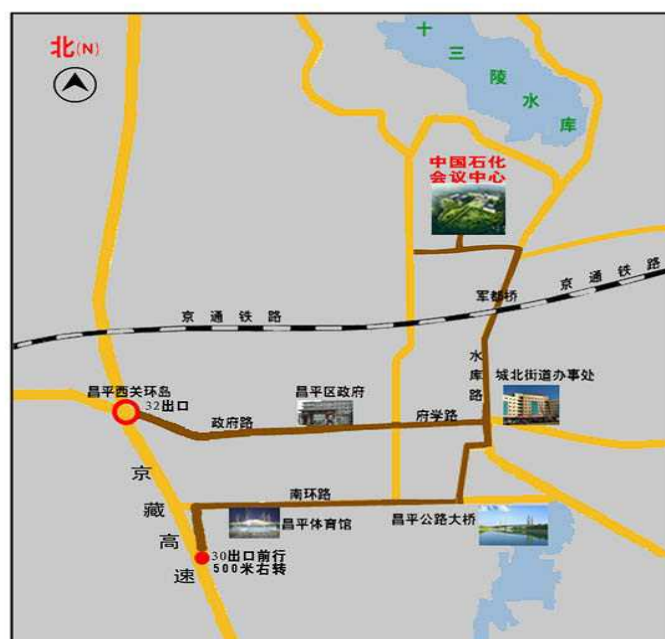 北(N)
十三陵水库
中国石化
会议中心
军都桥
京通铁路
京通铁路
水库路
城北街道办事处
昌平西关环岛
32出口
昌平区政府
政府路
府学路
京藏高速
南环路
昌平体育馆
昌平公路大桥
30出口前行
500米右转